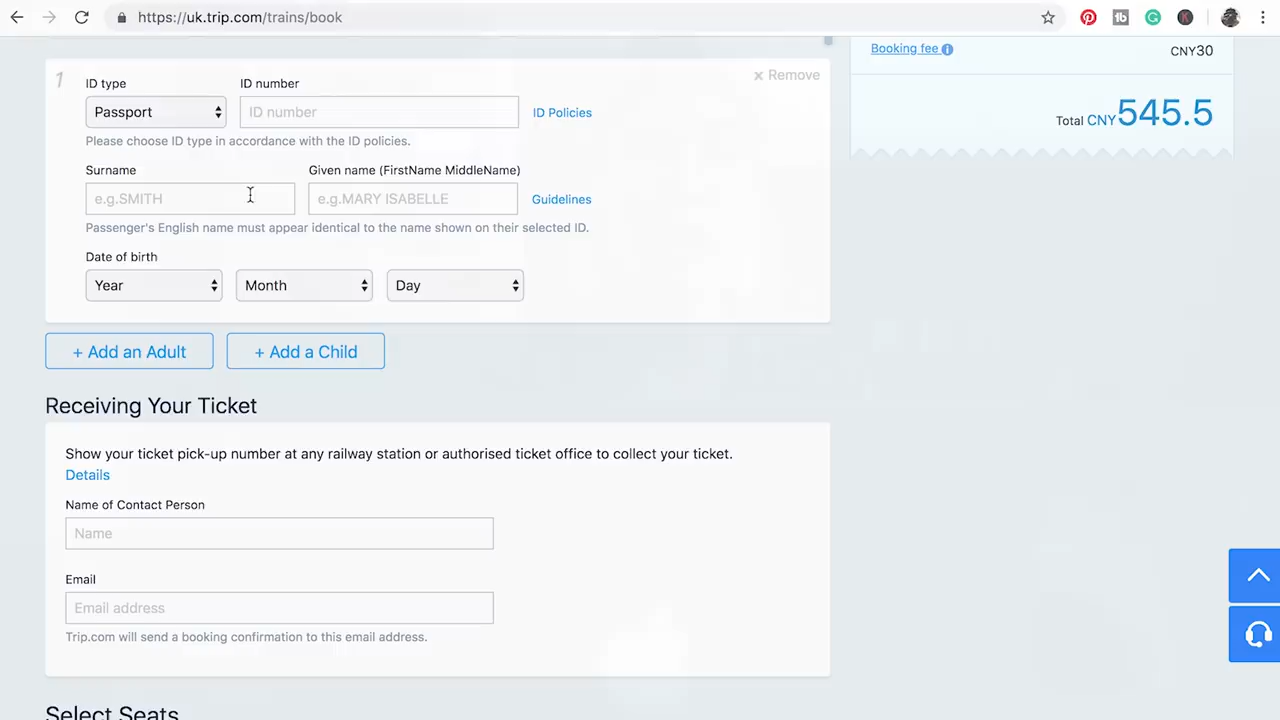 https://uk.trip.com/trains/book
Booking fee i CNY30
Total CNY545.5
1
ID type
ID number
x Remove
Passport
ID number
ID Policies
Please choose ID type in accordance with the ID policies.
Surname
Given name (FirstName MiddleName)
e.g.SMITH
e.g.MARY ISABELLE
Guidelines
Passenger's English name must appear identical to the name shown on their selected ID.
Date of birth
Year
Month
Day
+ Add an Adult
+ Add a Child
Receiving Your Ticket
Show your ticket pick-up number at any railway station or authorised ticket office to collect your ticket.
Details
Name of Contact Person
Name
Email
Email address
Trip.com will send a booking confirmation to this email address.
Select Seats